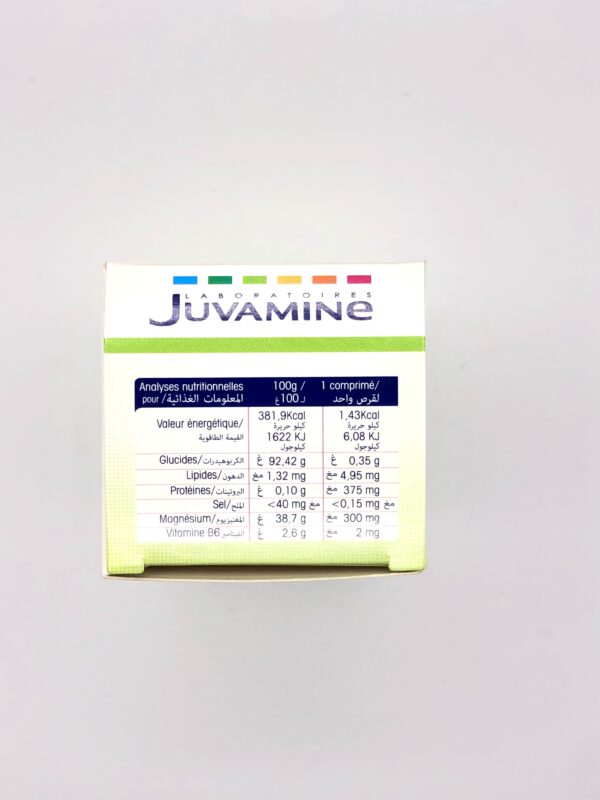 LABORATOIRES
JUVAMINe
Analyses nutritionnelles 100g / 1 comprimé/
pour / المعلومات الغذائية لـ 100 غ لقرص واحد
Valeur énergétique/ 381,9Kcal 1,43Kcal
القيمة الطاقوية كيلو حريرة كيلو حريرة
1622 KJ 6,08 KJ
كيلوجول كيلوجول
Glucides/الكربوهيدرات غ 92,42 g غ 0,35 g
Lipides/الدهون مغ 1,32 mg مغ 4,95 mg
Protéines/البروتينات غ 0,10 g مغ 375 mg
Sel/الملح <40 mg مغ <0,15 mg مغ
Magnésium/المغنيزيوم غ 38,7 g مغ 300 mg
Vitamine B6 الفيتامين غ 2,6 g مغ 2 mg